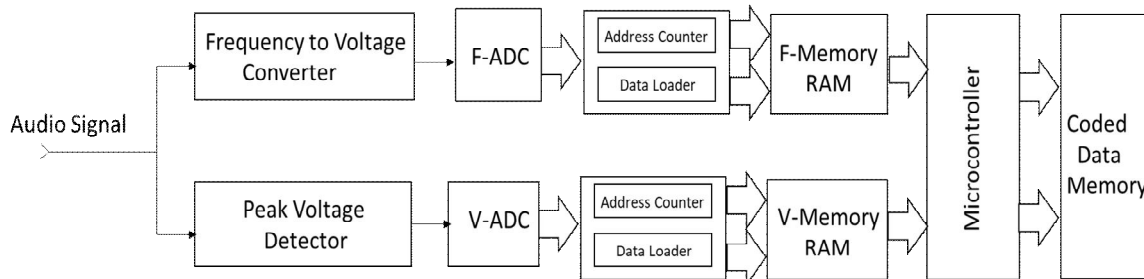 Audio Signal
Frequency to Voltage
Converter
F-ADC
Address Counter
Data Loader
F-Memory
RAM
Peak Voltage
Detector
V-ADC
Address Counter
Data Loader
V-Memory
RAM
Microcontroller
Coded
Data
Memory